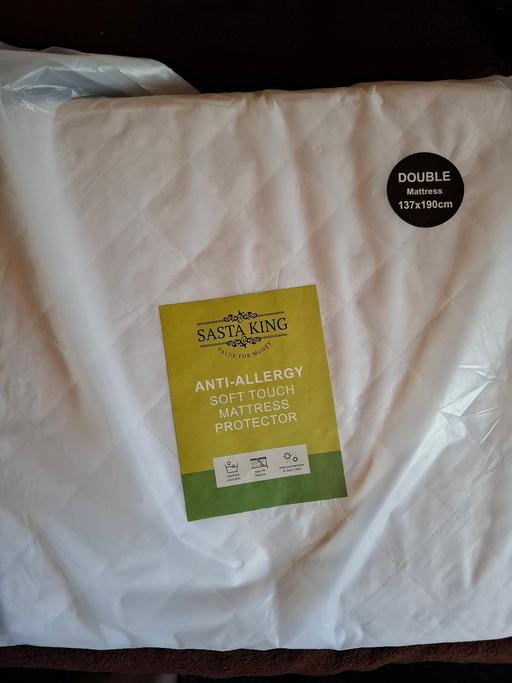 DOUBLE
Mattress
137x190cm
SASTA KING
VALUE FOR MONEY
ANTI-ALLERGY
SOFT TOUCH
MATTRESS
PROTECTOR